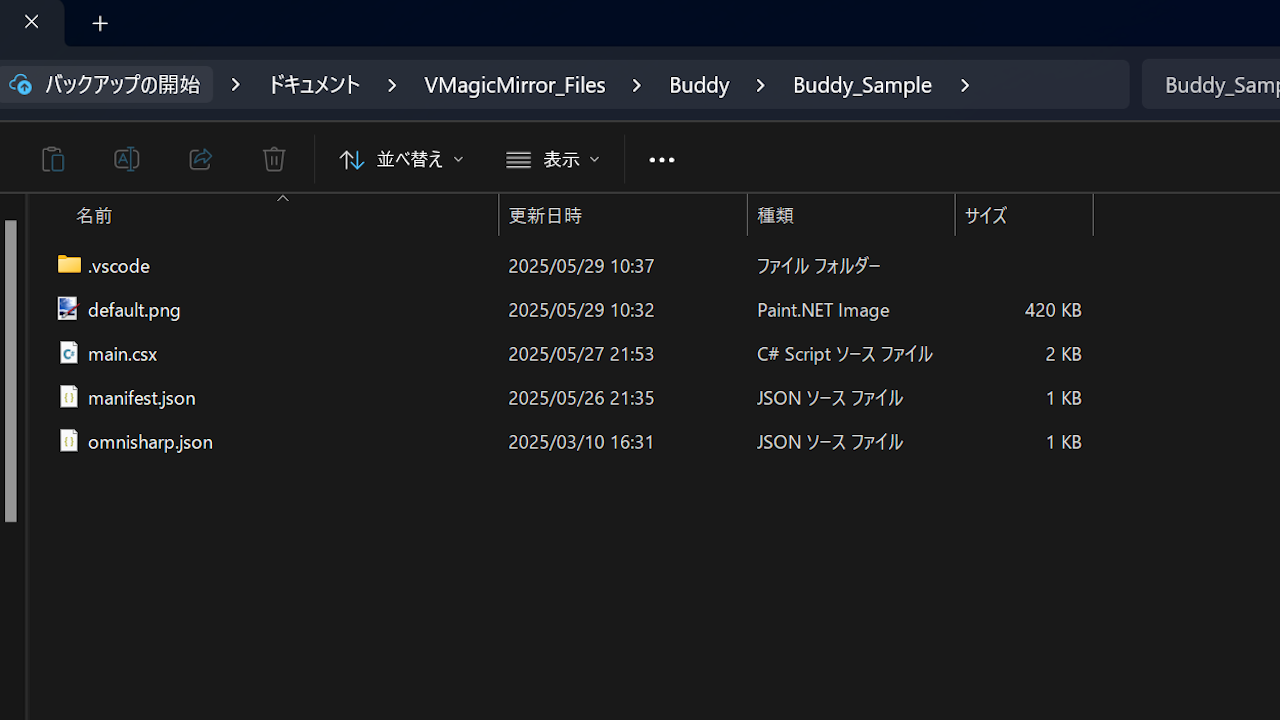 バックアップの開始 > ドキュメント > VMagicMirror_Files > Buddy > Buddy_Sample > Buddy_Samp
並べ替え 表示
名前 更新日時 種類 サイズ
.vscode 2025/05/29 10:37 ファイル フォルダー
default.png 2025/05/29 10:32 Paint.NET Image 420 KB
main.csx 2025/05/27 21:53 C# Script ソース ファイル 2 KB
manifest.json 2025/05/26 21:35 JSON ソース ファイル 1 KB
omnisharp.json 2025/03/10 16:31 JSON ソース ファイル 1 KB